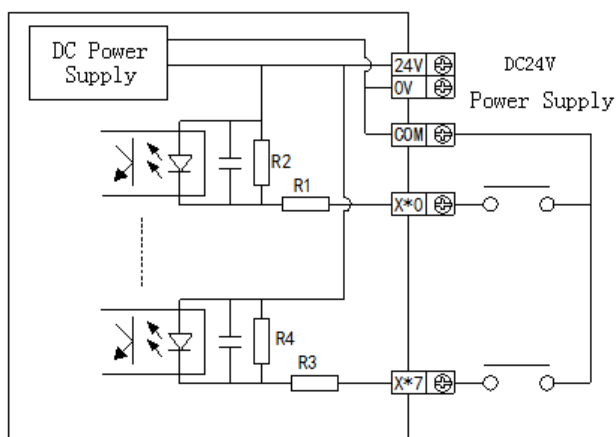 DC Power
Supply
24V
DC24V
0V
Power Supply
COM
R2
R1
X*0
R4
R3
X*7